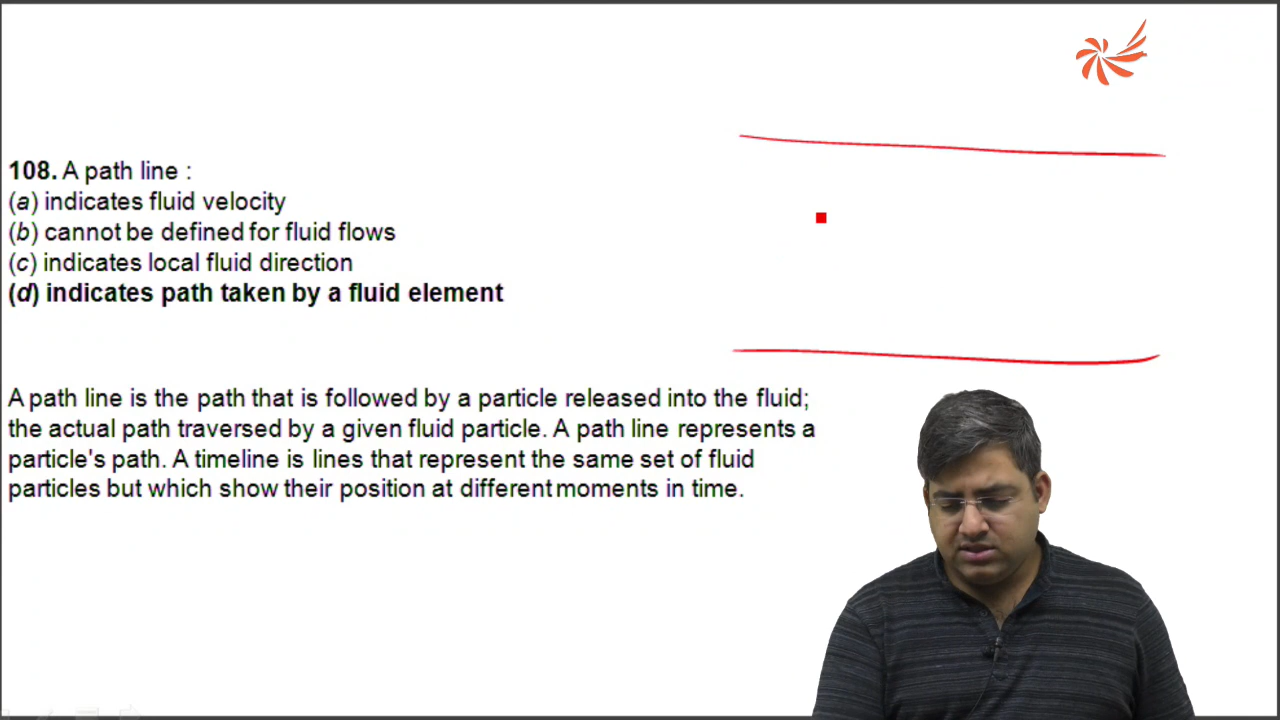 108. A path line :
(a) indicates fluid velocity
(b) cannot be defined for fluid flows
(c) indicates local fluid direction
(d) indicates path taken by a fluid element
A path line is the path that is followed by a particle released into the fluid;
the actual path traversed by a given fluid particle. A path line represents a
particle's path. A timeline is lines that represent the same set of fluid
particles but which show their position at different moments in time.